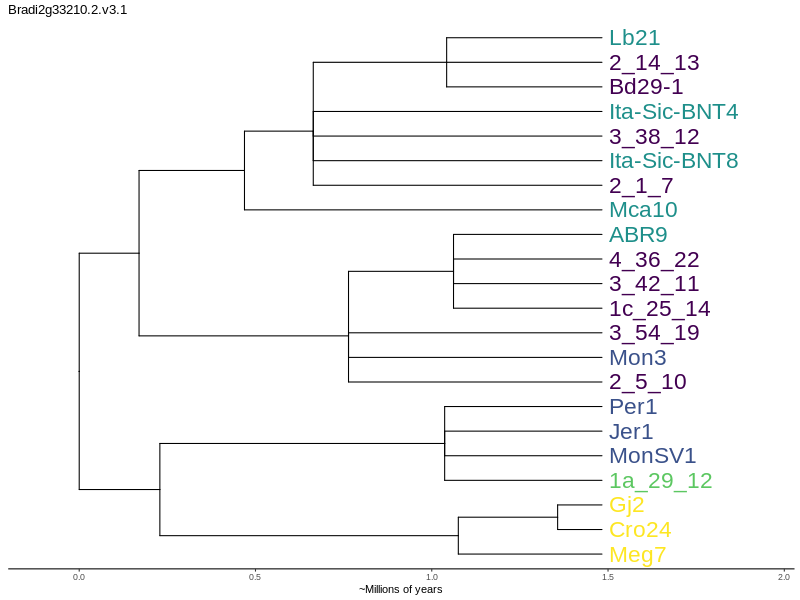 Bradi2g33210.2.v3.1
Lb21
2_14_13
Bd29-1
Ita-Sic-BNT4
3_38_12
Ita-Sic-BNT8
2_1_7
Mca10
ABR9
4_36_22
3_42_11
1c_25_14
3_54_19
Mon3
2_5_10
Per1
Jer1
MonSV1
1a_29_12
Gj2
Cro24
Meg7
0.0 0.5 1.0 1.5 2.0
~Millions of years